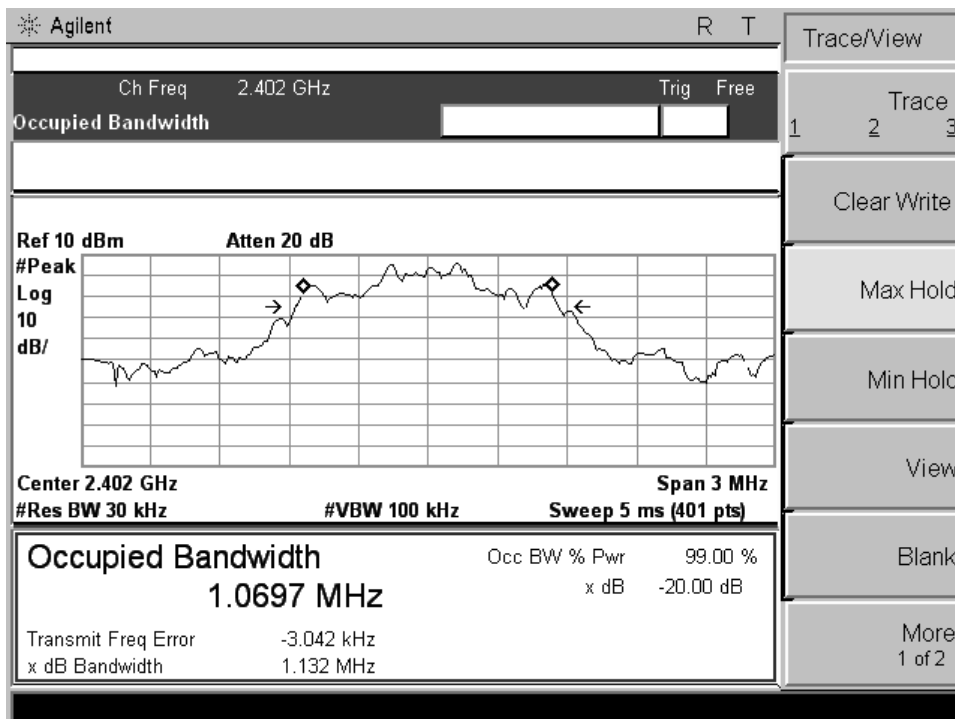 Agilent R T
Trace/View
Ch Freq 2.402 GHz Trig Free
Occupied Bandwidth
Trace
1 2 3
Clear Write
Ref 10 dBm Atten 20 dB
#Peak
Log
10
dB/
Max Hold
Min Hold
View
Center 2.402 GHz Span 3 MHz
#Res BW 30 kHz #VBW 100 kHz Sweep 5 ms (401 pts)
Occupied Bandwidth
1.0697 MHz
Occ BW % Pwr 99.00 %
x dB -20.00 dB
Transmit Freq Error -3.042 kHz
x dB Bandwidth 1.132 MHz
Blank
More
1 of 2